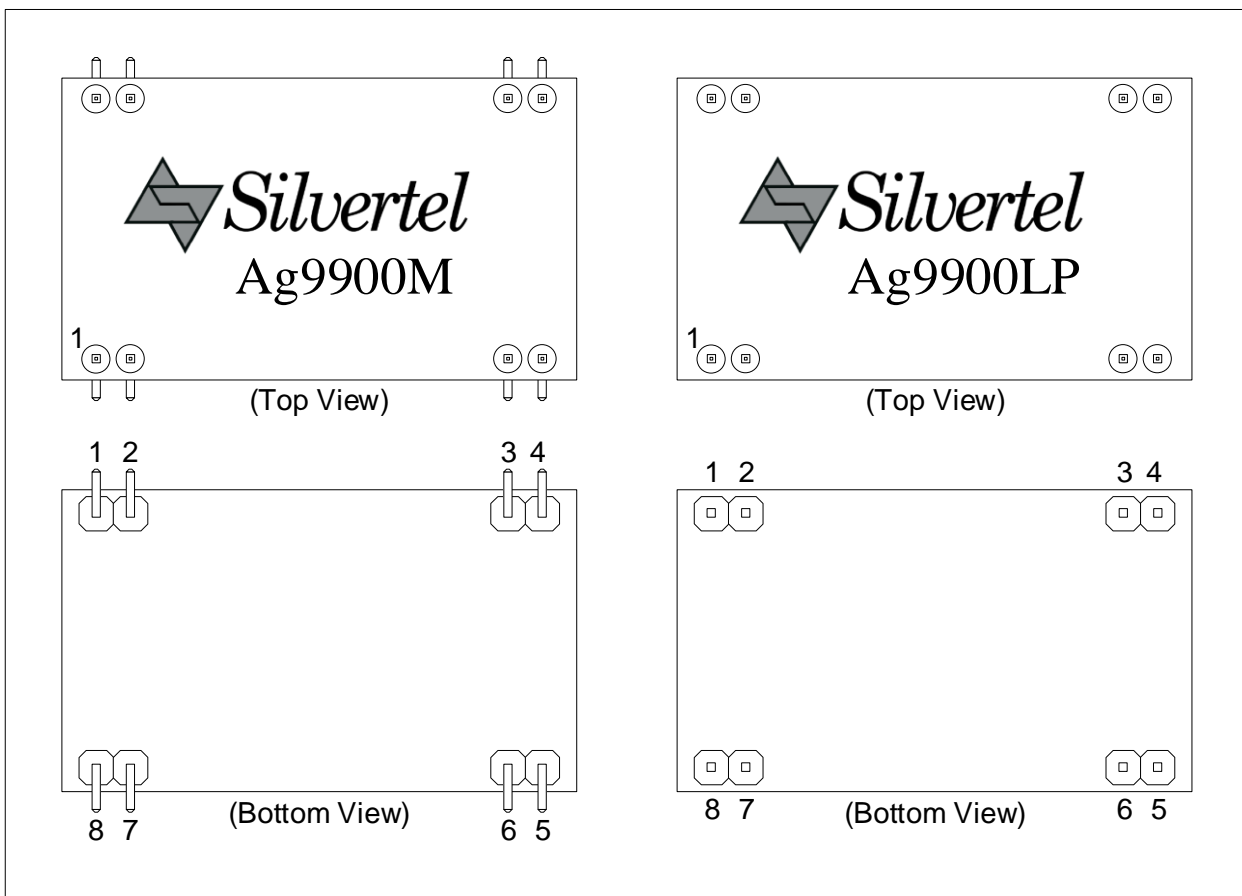 Silvertel
Ag9900M
1
(Top View)
Silvertel
Ag9900LP
1
(Top View)
1 2 3 4
8 7 6 5
(Bottom View)
1 2 3 4
8 7 6 5
(Bottom View)